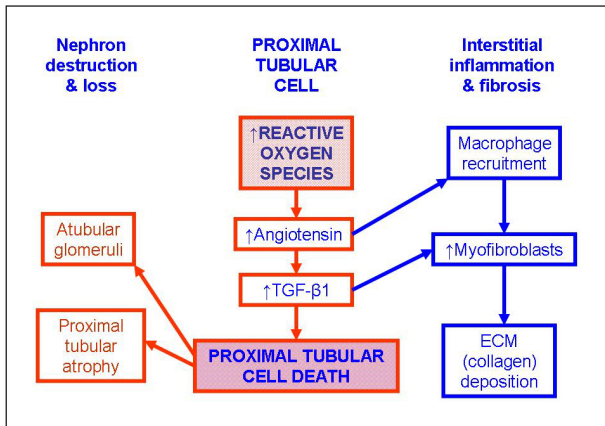 Nephron
destruction
& loss
PROXIMAL
TUBULAR
CELL
Interstitial
inflammation
& fibrosis
↑REACTIVE
OXYGEN
SPECIES
Macrophage
recruitment
Atubular
glomeruli
↑Angiotensin
↑Myofibroblasts
↑TGF-β1
Proximal
tubular
atrophy
PROXIMAL TUBULAR
CELL DEATH
ECM
(collagen)
deposition